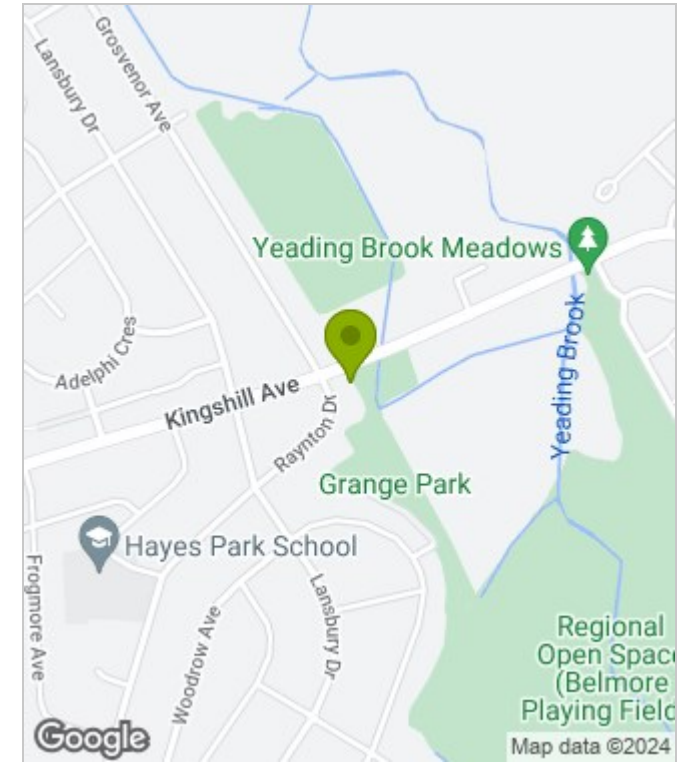 Grosvenor Ave
Lansbury Dr
Yeading Brook Meadows
Adelphi Cres
Kingshill Ave
Yeading Brook
Raynton Dr
Grange Park
Hayes Park School
Frogmore Ave
Lansbury Dr
Woodrow Ave
Regional
Open Spac
(Belmore
Playing Field
Google
Map data ©2024